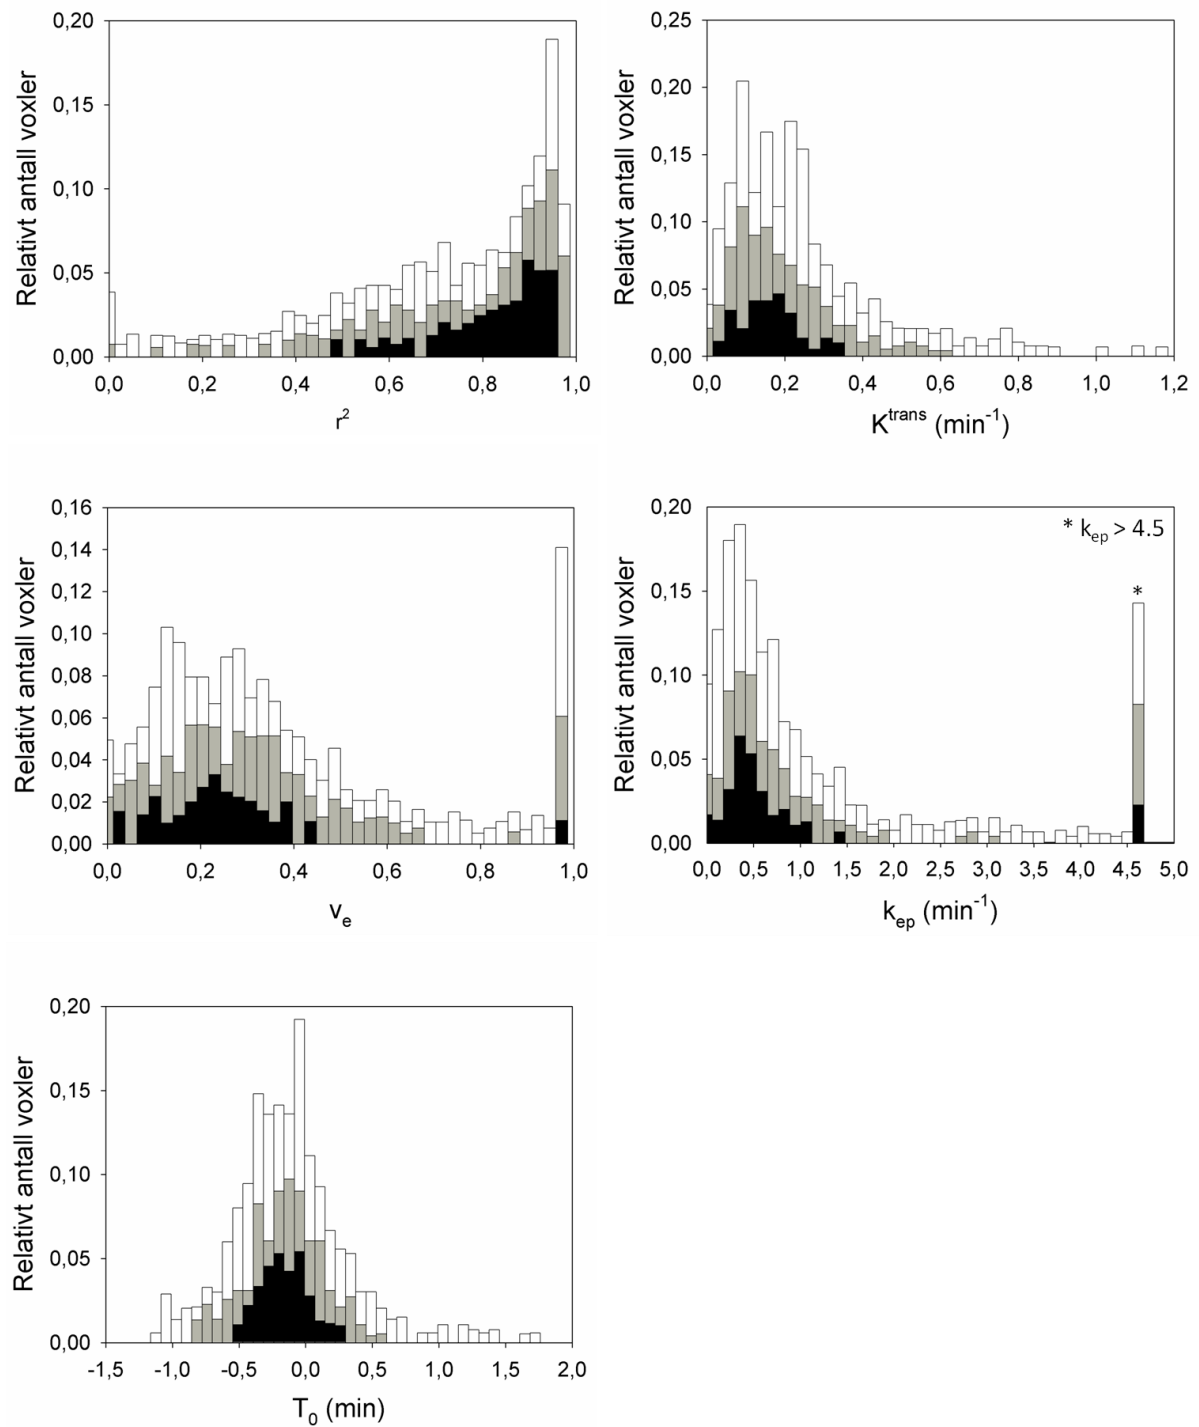 Relativt antall voxler
0,20
0,15
0,10
0,05
0,00
0,0 0,2 0,4 0,6 0,8 1,0
r²
Relativt antall voxler
0,25
0,20
0,15
0,10
0,05
0,00
0,0 0,2 0,4 0,6 0,8 1,0 1,2
Kᵗʳᵃⁿˢ (min⁻¹)
Relativt antall voxler
0,16
0,14
0,12
0,10
0,08
0,06
0,04
0,02
0,00
0,0 0,2 0,4 0,6 0,8 1,0
vₑ
Relativt antall voxler
0,20
0,15
0,10
0,05
0,00
* kₑₚ > 4.5
*
0,0 0,5 1,0 1,5 2,0 2,5 3,0 3,5 4,0 4,5 5,0
kₑₚ (min⁻¹)
Relativt antall voxler
0,20
0,15
0,10
0,05
0,00
-1,5 -1,0 -0,5 0,0 0,5 1,0 1,5 2,0
T₀ (min)